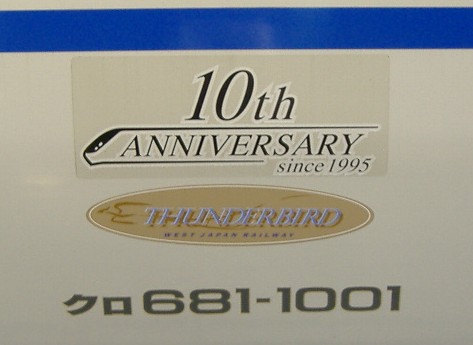 10th
ANNIVERSARY
since 1995
THUNDERBIRD
WEST JAPAN RAILWAY
クロ681-1001